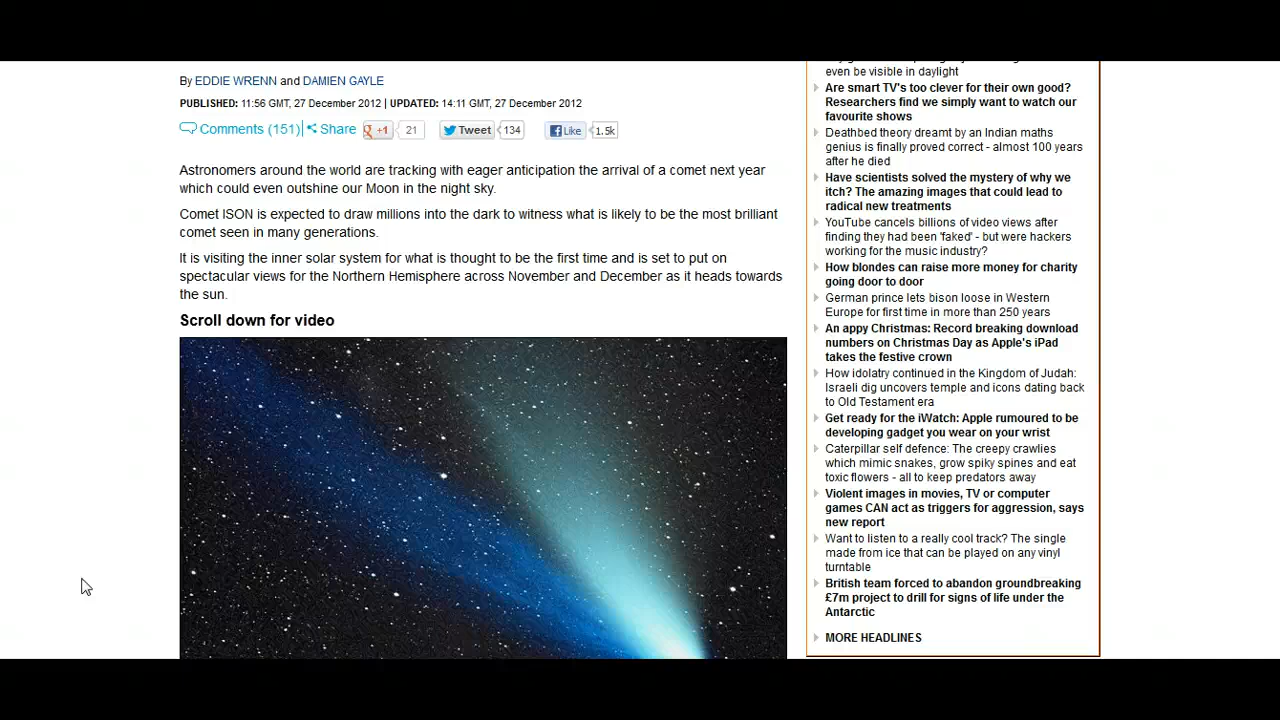 By EDDIE WRENN and DAMIEN GAYLE
PUBLISHED: 11:56 GMT, 27 December 2012 | UPDATED: 14:11 GMT, 27 December 2012
Comments (151) Share +1 21 Tweet 134 Like 1.5k
Astronomers around the world are tracking with eager anticipation the arrival of a comet next year
which could even outshine our Moon in the night sky.
Comet ISON is expected to draw millions into the dark to witness what is likely to be the most brilliant
comet seen in many generations.
It is visiting the inner solar system for what is thought to be the first time and is set to put on
spectacular views for the Northern Hemisphere across November and December as it heads towards
the sun.
Scroll down for video
even be visible in daylight
Are smart TV's too clever for their own good?
Researchers find we simply want to watch our
favourite shows
Deathbed theory dreamt by an Indian maths
genius is finally proved correct - almost 100 years
after he died
Have scientists solved the mystery of why we
itch? The amazing images that could lead to
radical new treatments
YouTube cancels billions of video views after
finding they had been 'faked' - but were hackers
working for the music industry?
How blondes can raise more money for charity
going door to door
German prince lets bison loose in Western
Europe for first time in more than 250 years
An appy Christmas: Record breaking download
numbers on Christmas Day as Apple's iPad
takes the festive crown
How idolatry continued in the Kingdom of Judah:
Israeli dig uncovers temple and icons dating back
to Old Testament era
Get ready for the iWatch: Apple rumoured to be
developing gadget you wear on your wrist
Caterpillar self defence: The creepy crawlies
which mimic snakes, grow spiky spines and eat
toxic flowers - all to keep predators away
Violent images in movies, TV or computer
games CAN act as triggers for aggression, says
new report
Want to listen to a really cool track? The single
made from ice that can be played on any vinyl
turntable
British team forced to abandon groundbreaking
£7m project to drill for signs of life under the
Antarctic
MORE HEADLINES